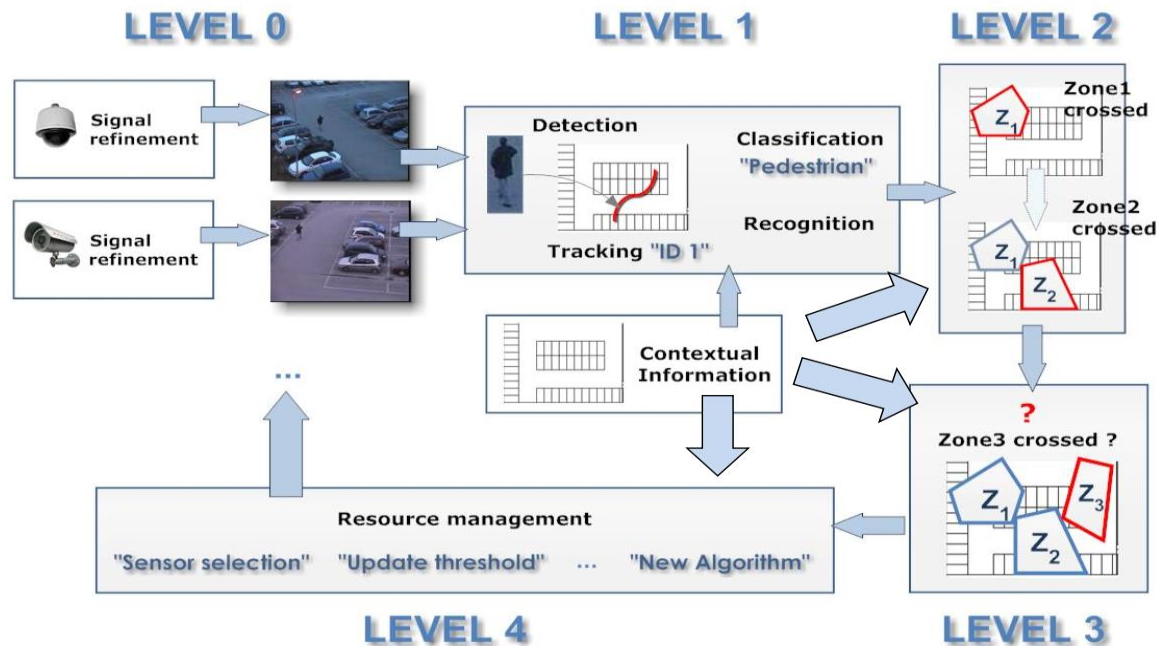 LEVEL 0
LEVEL 1
LEVEL 2
Signal
refinement
Signal
refinement
Detection
Classification
"Pedestrian"
Recognition
Tracking "ID 1"
Zone1
crossed
Z1
Zone2
crossed
Z1
Z2
Contextual
Information
...
?
Zone3 crossed ?
Z1
Z2
Z3
Resource management
"Sensor selection" "Update threshold" ... "New Algorithm"
LEVEL 4
LEVEL 3